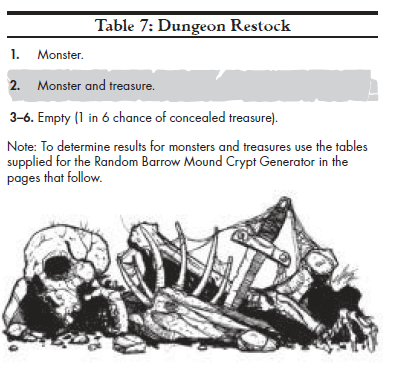 Table 7: Dungeon Restock
1. Monster.
2. Monster and treasure.
3–6. Empty (1 in 6 chance of concealed treasure).
Note: To determine results for monsters and treasures use the tables
supplied for the Random Barrow Mound Crypt Generator in the
pages that follow.